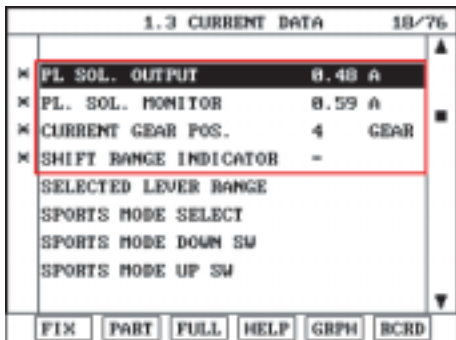 1.3 CURRENT DATA 18/76
* PL SOL. OUTPUT 0.48 A
* PL. SOL. MONITOR 0.59 A
* CURRENT GEAR POS. 4 GEAR
* SHIFT RANGE INDICATOR -
SELECTED LEVER RANGE
SPORTS MODE SELECT
SPORTS MODE DOWN SW
SPORTS MODE UP SW
FIX PART FULL HELP GRPH RCRD